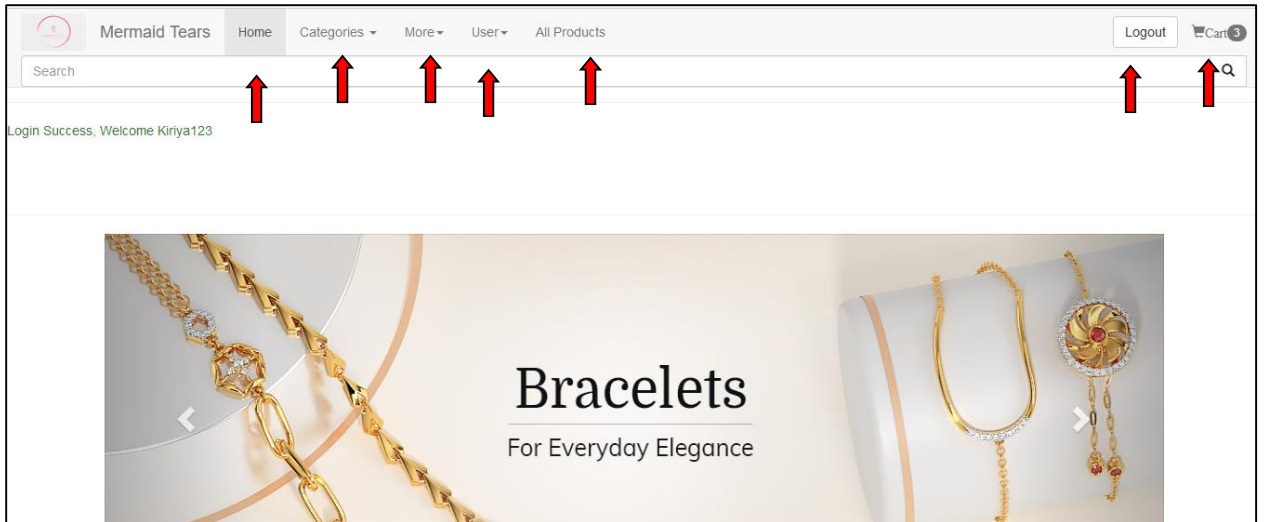 Mermaid Tears Home Categories More User All Products Logout Cart 3
Search
Login Success, Welcome Kiriya123
Bracelets
For Everyday Elegance